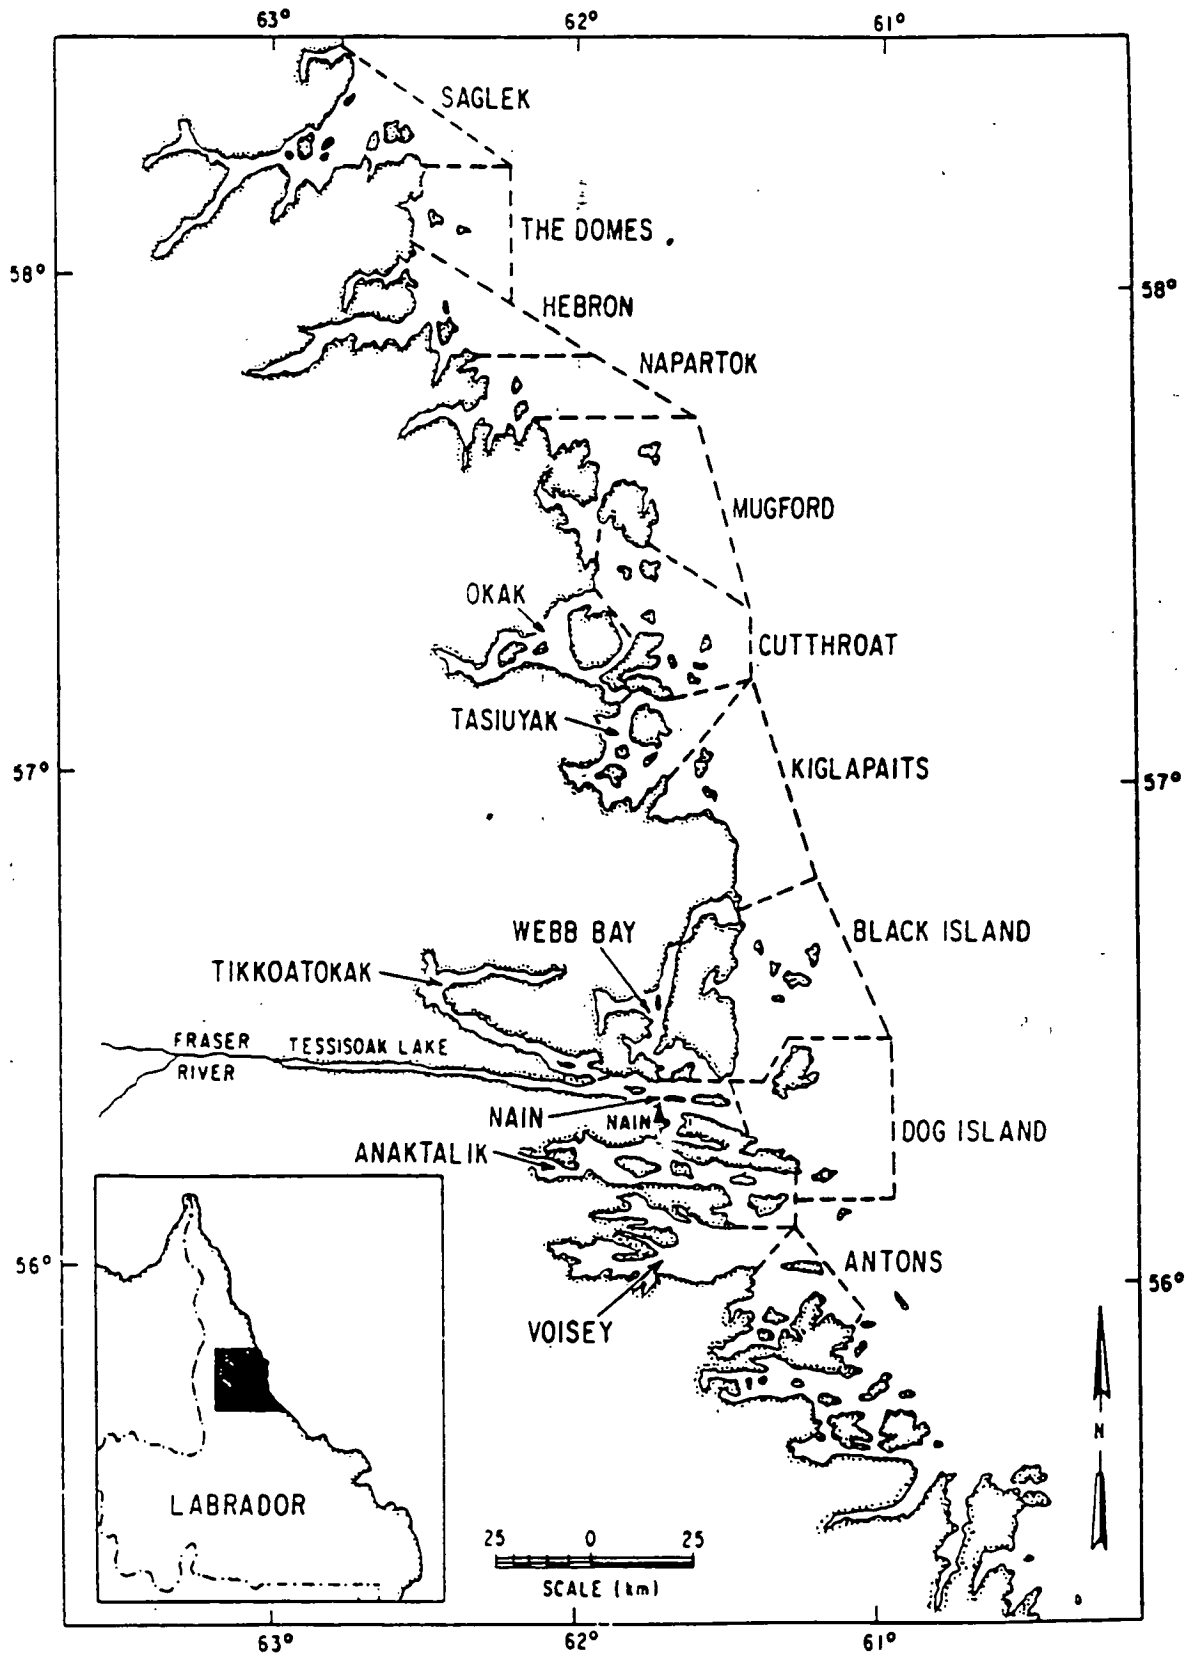 63° 62° 61°
SAGLEK
THE DOMES
58° 58°
HEBRON
NAPARTOK
MUGFORD
OKAK
CUTTHROAT
TASIUYAK
57° KIGLAPAITS 57°
WEBB BAY BLACK ISLAND
TIKKOATOKAK
FRASER TESSISOAK LAKE
RIVER
NAIN NAIN
DOG ISLAND
ANAKTALIK
56° ANTONS 56°
VOISEY
N
LABRADOR
25 0 25
SCALE (km)
63° 62° 61°